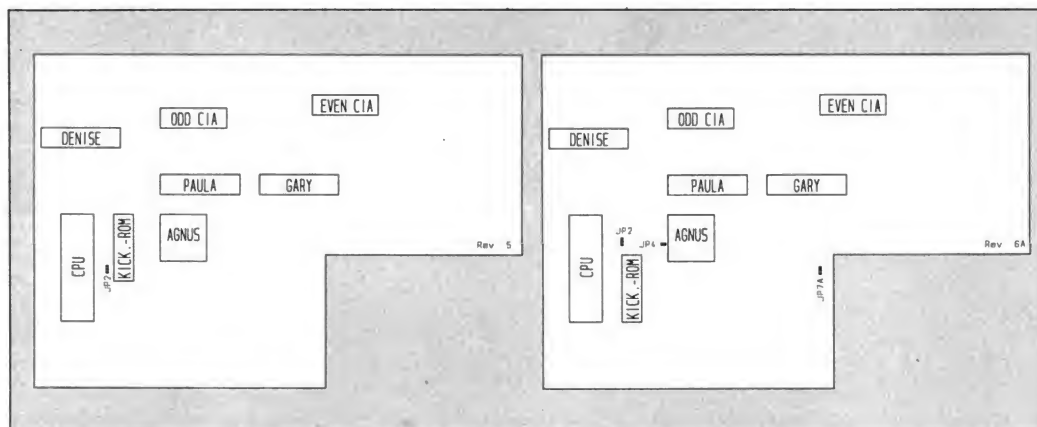 EVEN CIA
ODD CIA
DENISE
PAULA
GARY
AGNUS
CPU
KICK.-ROM
JP2
Rev 5
EVEN CIA
ODD CIA
DENISE
PAULA
GARY
JP2
JP4
AGNUS
CPU
KICK.-ROM
JP7A
Rev 6A